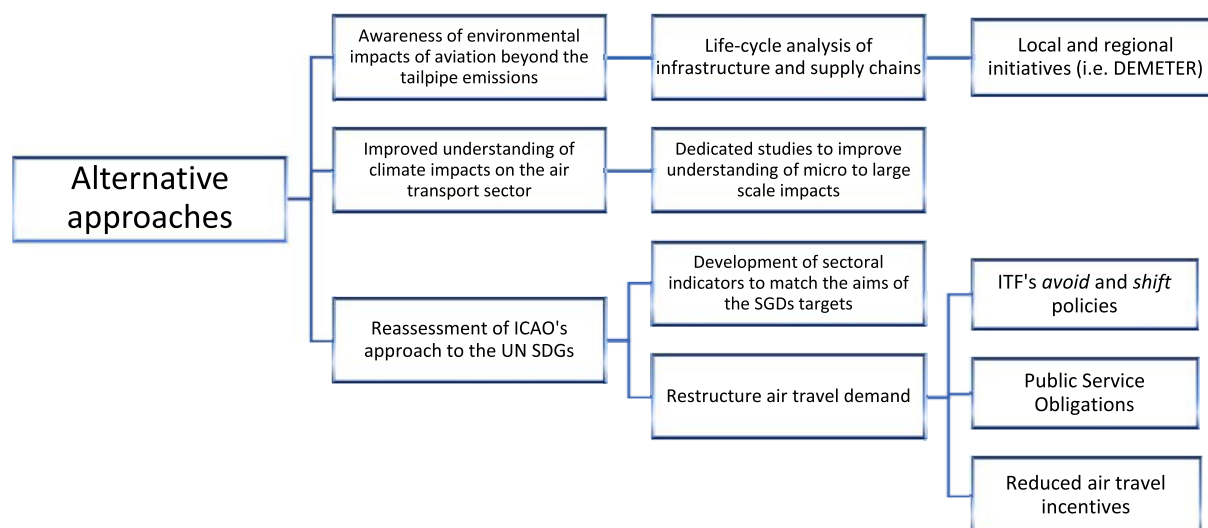 Alternative
approaches
Awareness of environmental
impacts of aviation beyond the
tailpipe emissions
Life-cycle analysis of
infrastructure and supply chains
Local and regional
initiatives (i.e. DEMETER)
Improved understanding of
climate impacts on the air
transport sector
Dedicated studies to improve
understanding of micro to large
scale impacts
Reassessment of ICAO's
approach to the UN SDGs
Development of sectoral
indicators to match the aims of
the SGDs targets
Restructure air travel demand
ITF's avoid and shift
policies
Public Service
Obligations
Reduced air travel
incentives